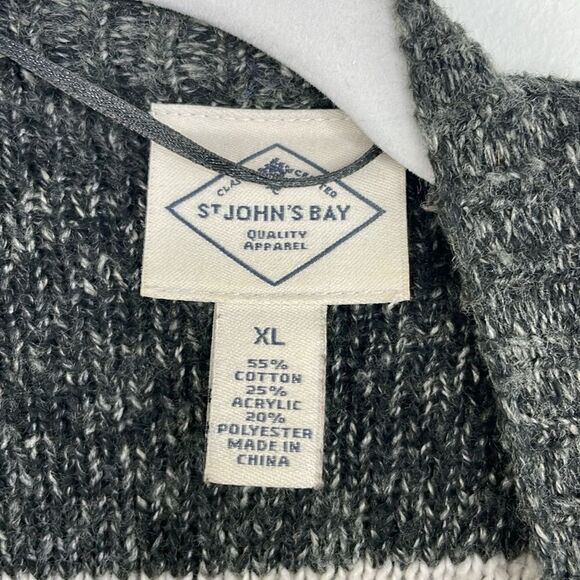 ST JOHN'S BAY
QUALITY
APPAREL
XL
55%
COTTON
25%
ACRYLIC
20%
POLYESTER
MADE IN
CHINA